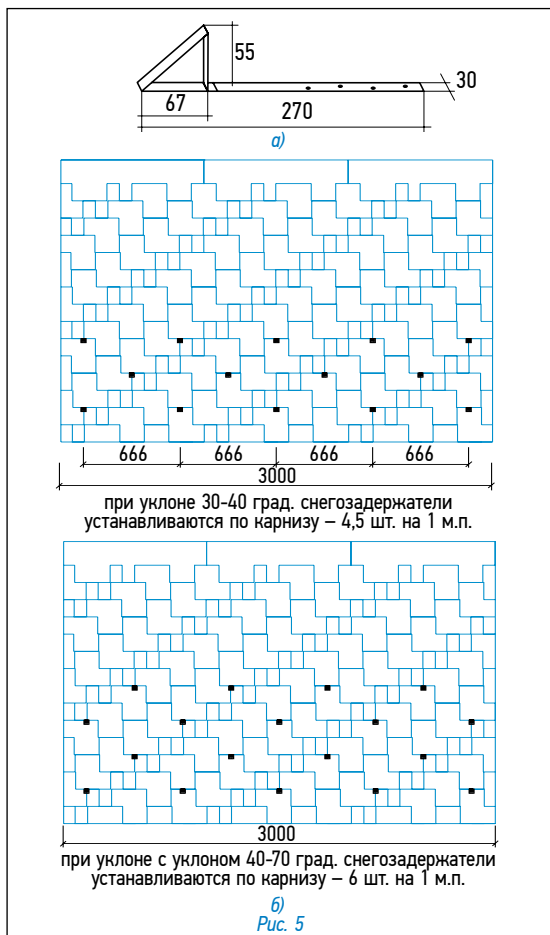 55
30
67
270
а)
666 666 666 666
3000
при уклоне 30-40 град. снегозадержатели
устанавливаются по карнизу – 4,5 шт. на 1 м.п.
3000
при уклоне с уклоном 40-70 град. снегозадержатели
устанавливаются по карнизу – 6 шт. на 1 м.п.
б)
Рис. 5